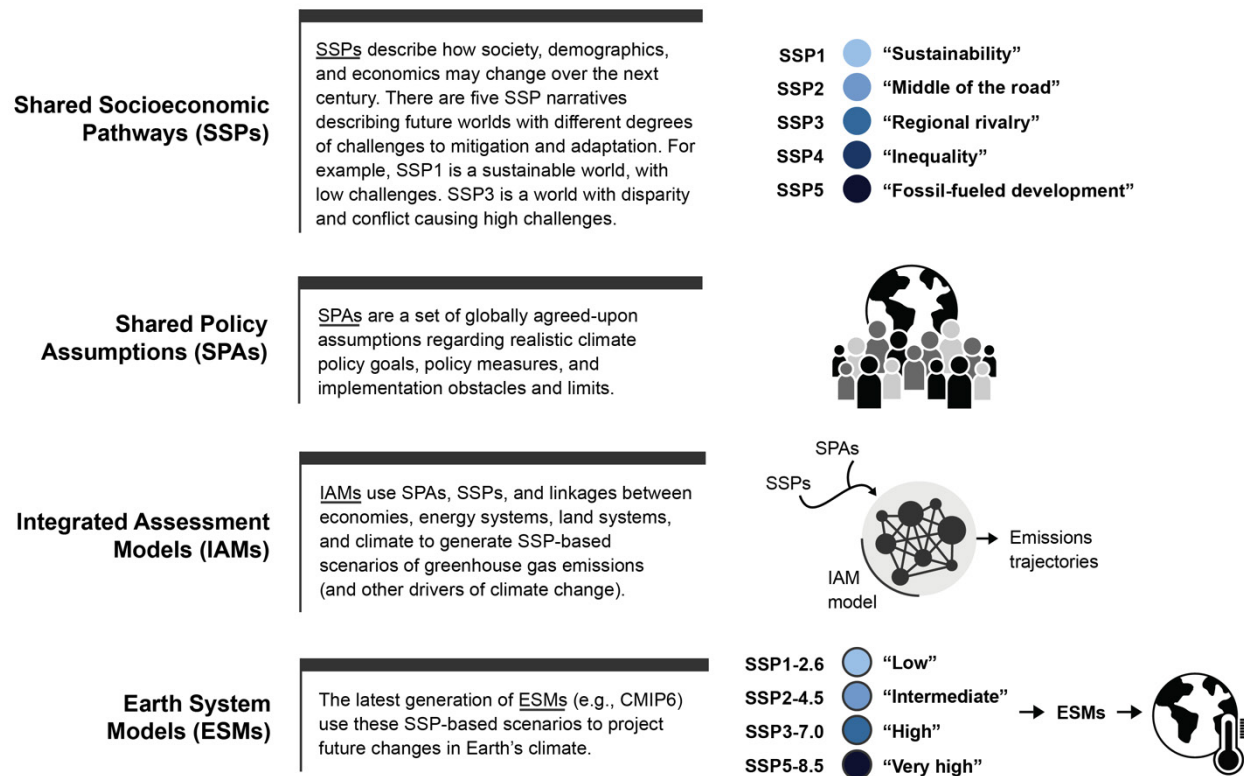 Shared Socioeconomic
Pathways (SSPs)
SSPs describe how society, demographics,
and economics may change over the next
century. There are five SSP narratives
describing future worlds with different degrees
of challenges to mitigation and adaptation. For
example, SSP1 is a sustainable world, with
low challenges. SSP3 is a world with disparity
and conflict causing high challenges.
SSP1 “Sustainability”
SSP2 “Middle of the road”
SSP3 “Regional rivalry”
SSP4 “Inequality”
SSP5 “Fossil-fueled development”
Shared Policy
Assumptions (SPAs)
SPAs are a set of globally agreed-upon
assumptions regarding realistic climate
policy goals, policy measures, and
implementation obstacles and limits.
Integrated Assessment
Models (IAMs)
IAMs use SPAs, SSPs, and linkages between
economies, energy systems, land systems,
and climate to generate SSP-based
scenarios of greenhouse gas emissions
(and other drivers of climate change).
SPAs
SSPs
IAM
model
Emissions
trajectories
Earth System
Models (ESMs)
The latest generation of ESMs (e.g., CMIP6)
use these SSP-based scenarios to project
future changes in Earth’s climate.
SSP1-2.6 “Low”
SSP2-4.5 “Intermediate”
SSP3-7.0 “High”
SSP5-8.5 “Very high”
ESMs